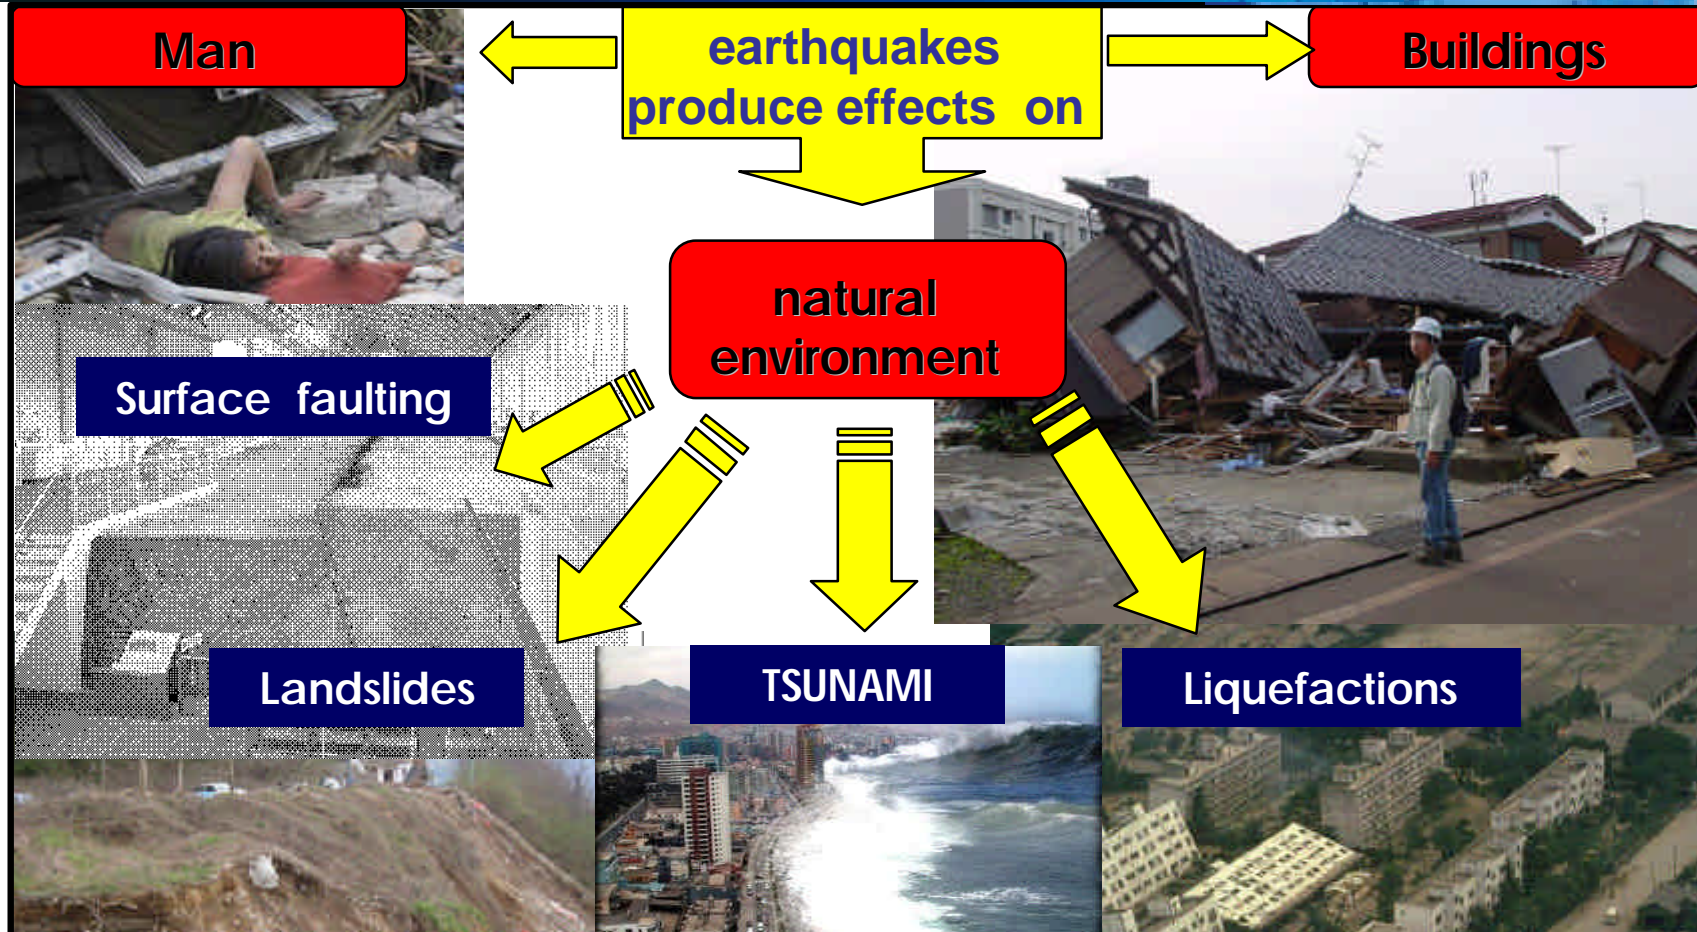 Man
earthquakes
produce effects on
Buildings
natural
environment
Surface faulting
Landslides
TSUNAMI
Liquefactions